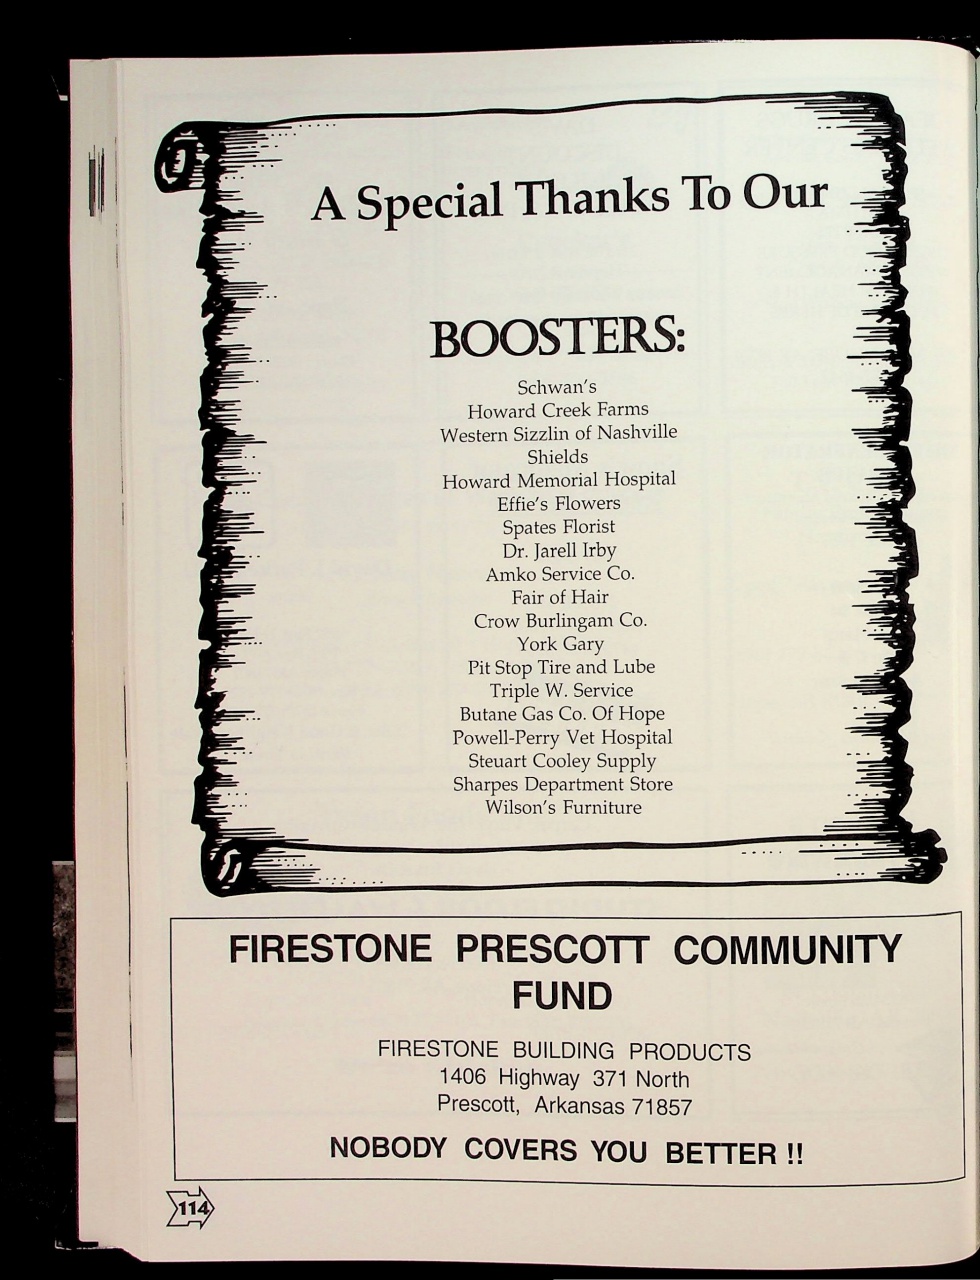 A Special Thanks To Our
BOOSTERS:
Schwan's
Howard Creek Farms
Western Sizzlin of Nashville
Shields
Howard Memorial Hospital
Effie's Flowers
Spates Florist
Dr. Jarell Irby
Amko Service Co.
Fair of Hair
Crow Burlingam Co.
York Gary
Pit Stop Tire and Lube
Triple W. Service
Butane Gas Co. Of Hope
Powell-Perry Vet Hospital
Steuart Cooley Supply
Sharpes Department Store
Wilson's Furniture
FIRESTONE PRESCOTT COMMUNITY
FUND
FIRESTONE BUILDING PRODUCTS
1406 Highway 371 North
Prescott, Arkansas 71857
NOBODY COVERS YOU BETTER !!
114